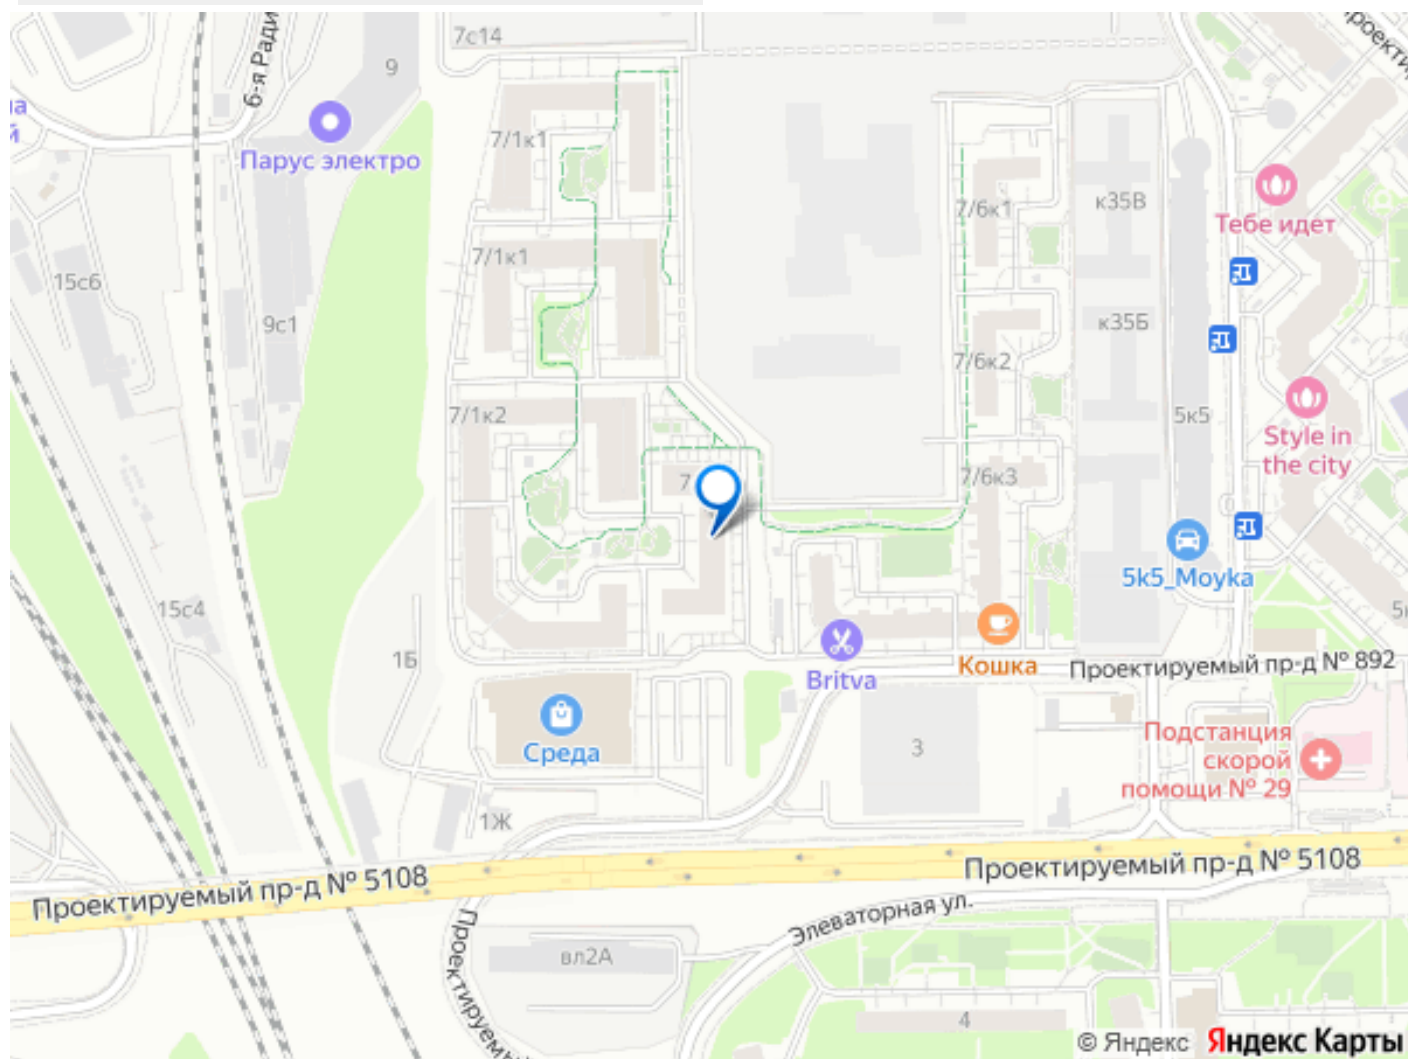 7с14
6-я Ради
9
Парус электро
7/1к1
7/6к1
к35В
Тебе идет
7/1к1
15с6
9с1
к35Б
7/6к2
7/1к2
5к5
Style in
the city
7/6к3
7
5k5_Moyka
15с4
1Б
Britva
Кошка
Проектируемый пр-д № 892
Среда
3
Подстанция
скорой
помощи № 29
1Ж
Проектируемый пр-д № 5108
Проектируемый пр-д № 5108
Элеваторная ул.
Проектируемый
вл2А
4
© Яндекс Яндекс Карты